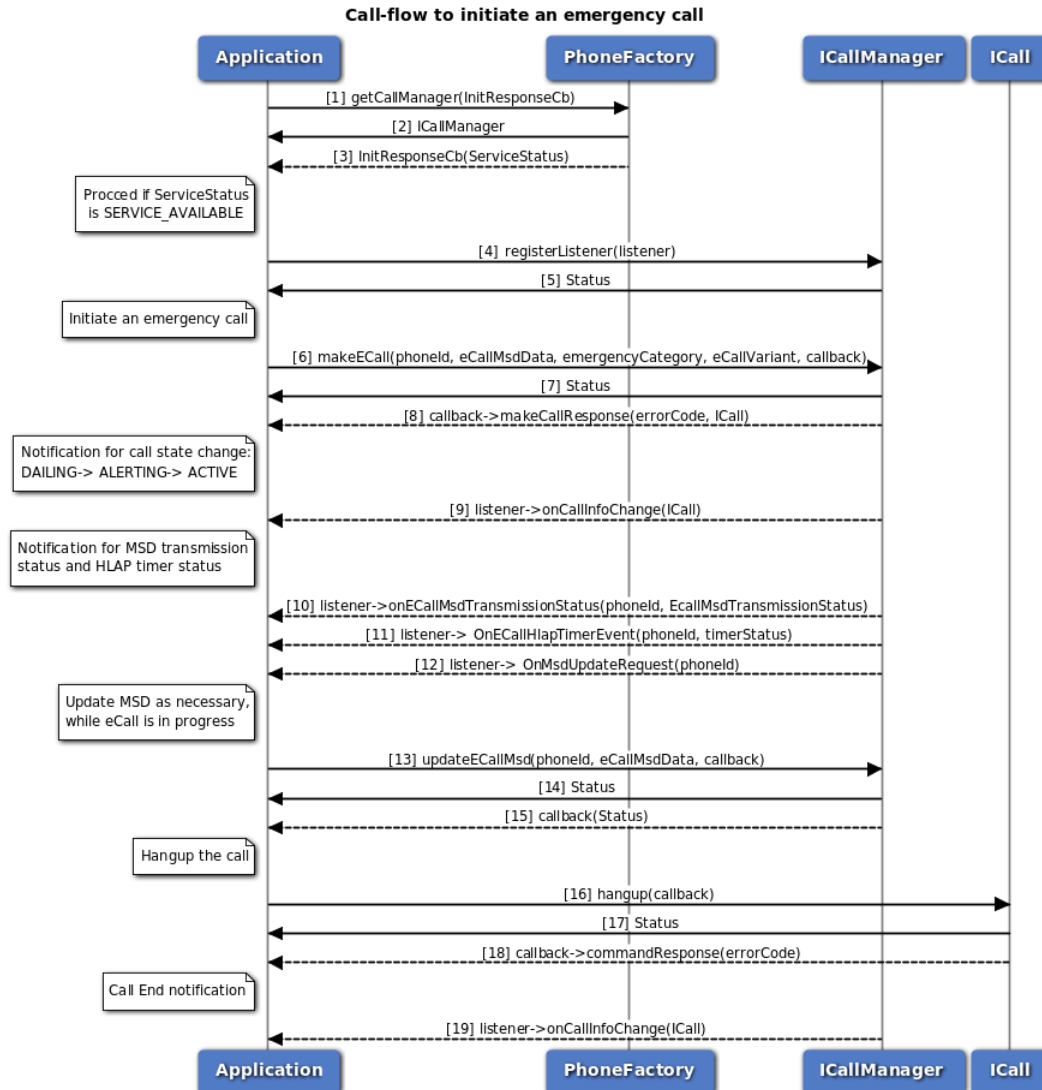 Call-flow to initiate an emergency call
Application PhoneFactory ICallManager ICall
[1] getCallManager(InitResponseCb)
[2] ICallManager
[3] InitResponseCb(ServiceStatus)
Procced if ServiceStatus
is SERVICE_AVAILABLE
[4] registerListener(listener)
[5] Status
Initiate an emergency call
[6] makeECall(phoneId, eCallMsdData, emergencyCategory, eCallVariant, callback)
[7] Status
[8] callback->makeCallResponse(errorCode, ICall)
Notification for call state change:
DAILING-> ALERTING-> ACTIVE
[9] listener->onCallInfoChange(ICall)
Notification for MSD transmission
status and HLAP timer status
[10] listener->onECallMsdTransmissionStatus(phoneId, EcallMsdTransmissionStatus)
[11] listener-> OnECallHlapTimerEvent(phoneId, timerStatus)
[12] listener-> OnMsdUpdateRequest(phoneId)
Update MSD as necessary,
while eCall is in progress
[13] updateECallMsd(phoneId, eCallMsdData, callback)
[14] Status
[15] callback(Status)
Hangup the call
[16] hangup(callback)
[17] Status
[18] callback->commandResponse(errorCode)
Call End notification
[19] listener->onCallInfoChange(ICall)
Application PhoneFactory ICallManager ICall